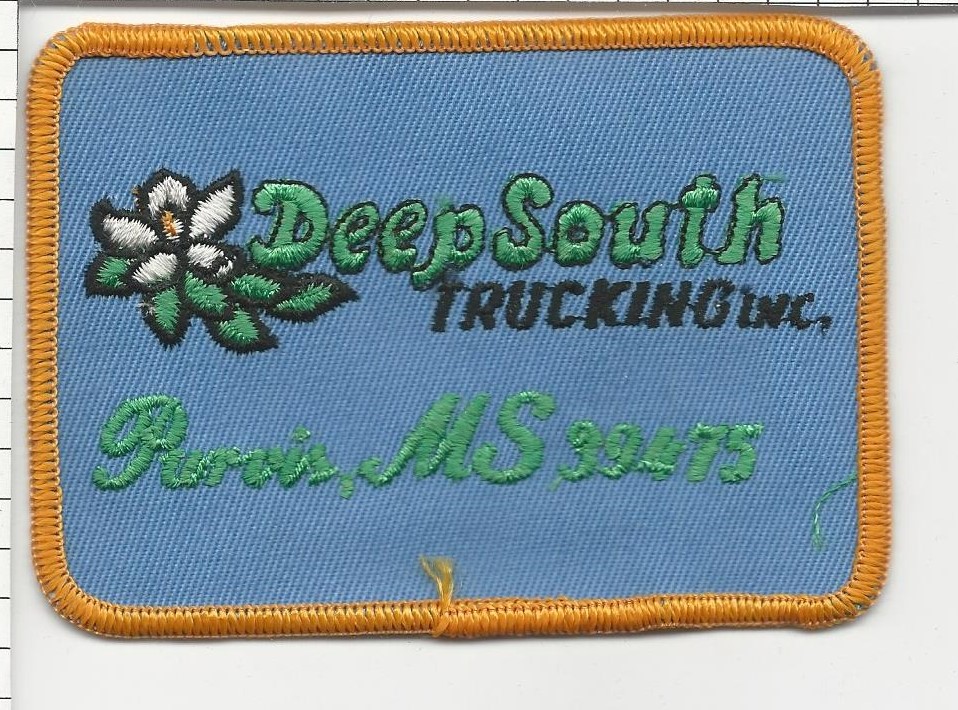 Deep South
TRUCKING INC.
Purvis, MS 39475